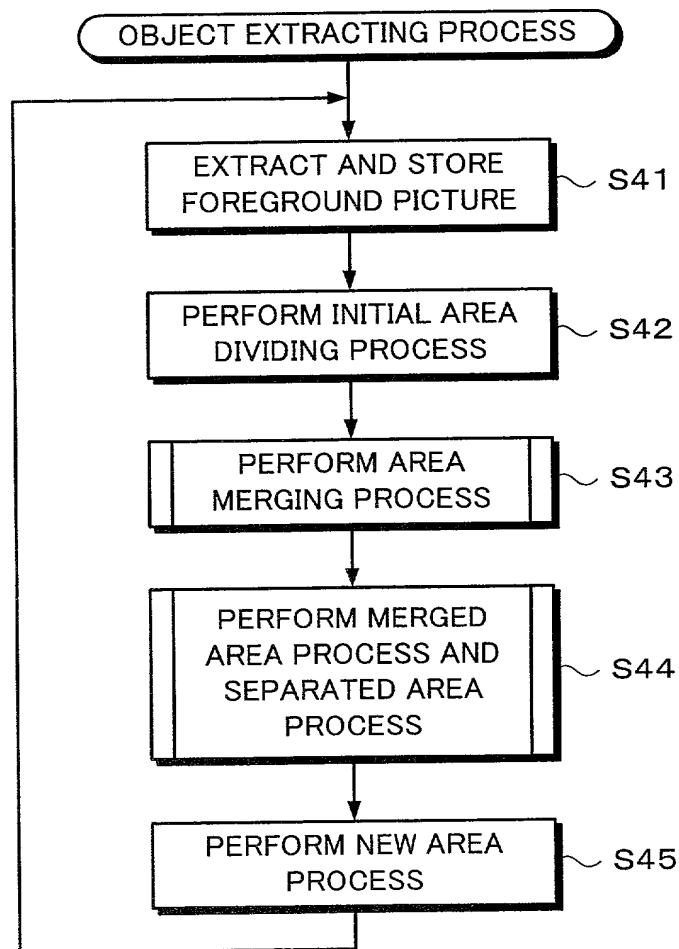 OBJECT EXTRACTING PROCESS
EXTRACT AND STORE
FOREGROUND PICTURE
S41
PERFORM INITIAL AREA
DIVIDING PROCESS
S42
PERFORM AREA
MERGING PROCESS
S43
PERFORM MERGED
AREA PROCESS AND
SEPARATED AREA
PROCESS
S44
PERFORM NEW AREA
PROCESS
S45